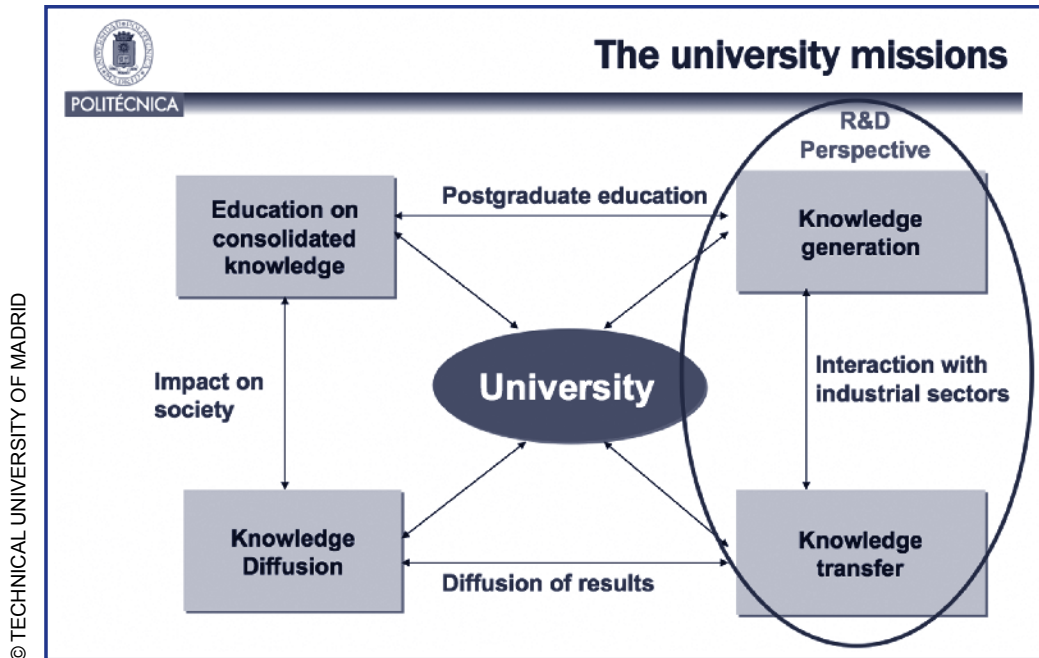 The university missions
POLITÉCNICA
R&D
Perspective
Education on
consolidated
knowledge
Postgraduate education
Knowledge
generation
Impact on
society
University
Interaction with
industrial sectors
Knowledge
Diffusion
Diffusion of results
Knowledge
transfer
© TECHNICAL UNIVERSITY OF MADRID